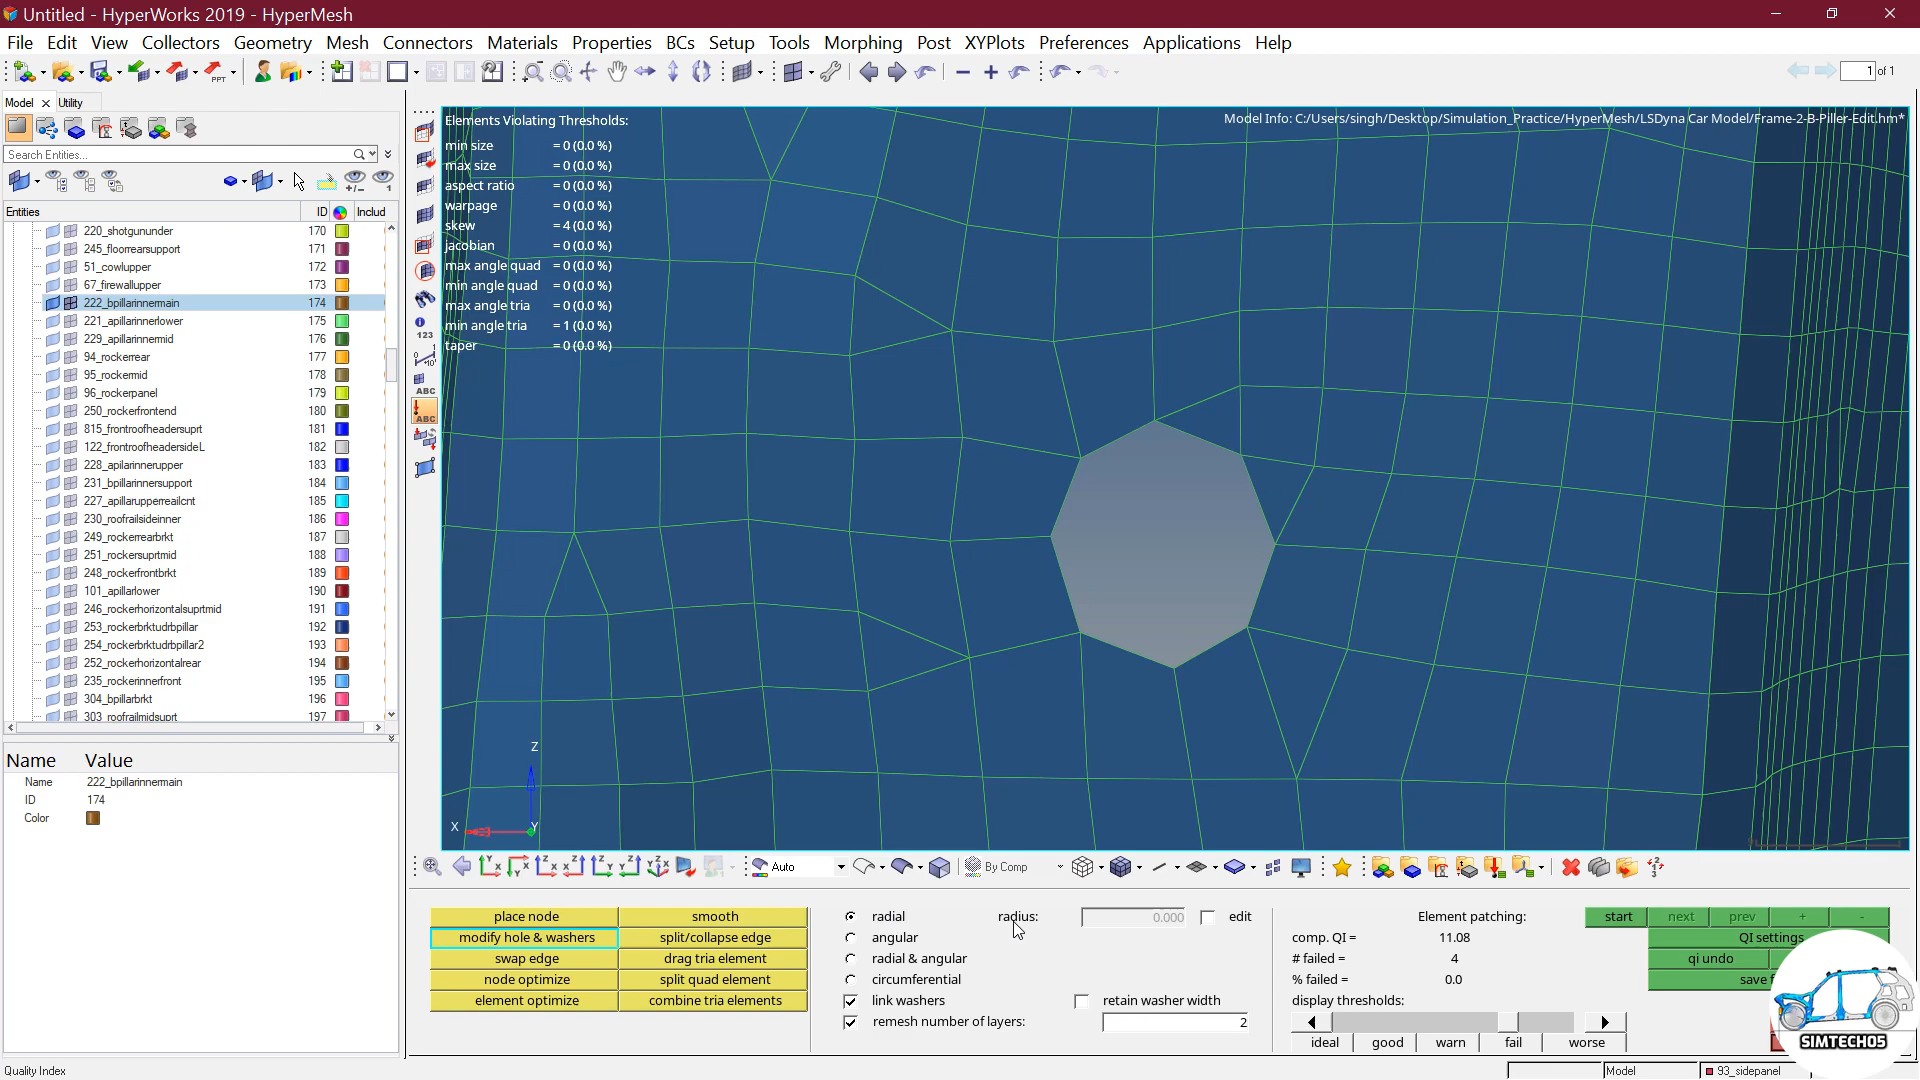 Untitled - HyperWorks 2019 - HyperMesh
File Edit View Collectors Geometry Mesh Connectors Materials Properties BCs Setup Tools Morphing Post XYPlots Preferences Applications Help
1 of 1
Model Utility
Search Entities...
Entities ID Includ
220_shotgununder 170
245_floorrearsupport 171
51_cowlupper 172
67_firewallupper 173
222_bpillarinnermain 174
221_apillarinnerlower 175
229_apillarinnermid 176
94_rockerrear 177
95_rockermid 178
96_rockerpanel 179
250_rockerfrontend 180
815_frontroofheadersuprt 181
122_frontroofheadersideL 182
228_apilarinnerupper 183
231_bpillarinnersupport 184
227_apillarupperreailcnt 185
230_roofrailsideinner 186
249_rockerrearbrkt 187
251_rockersuprtmid 188
248_rockerfrontbrkt 189
101_apillarlower 190
246_rockerhorizontalsuprtmid 191
253_rockerbrktudrbpillar 192
254_rockerbrktudrbpillar2 193
252_rockerhorizontalrear 194
235_rockerinnerfront 195
304_bpillarbrkt 196
303_roofrailmidsuprt 197
Name Value
Name 222_bpillarinnermain
ID 174
Color
Elements Violating Thresholds:
min size = 0 (0.0 %)
max size = 0 (0.0 %)
aspect ratio = 0 (0.0 %)
warpage = 0 (0.0 %)
skew = 4 (0.0 %)
jacobian = 0 (0.0 %)
max angle quad = 0 (0.0 %)
min angle quad = 0 (0.0 %)
max angle tria = 0 (0.0 %)
min angle tria = 1 (0.0 %)
taper = 0 (0.0 %)
Model Info: C:/Users/singh/Desktop/Simulation_Practice/HyperMesh/LSDyna Car Model/Frame-2-B-Piller-Edit.hm*
Z
X
Y
Auto
By Comp
place node smooth
modify hole & washers split/collapse edge
swap edge drag tria element
node optimize split quad element
element optimize combine tria elements
radial
angular
radial & angular
circumferential
link washers
remesh number of layers:
radius: 0.000 edit
retain washer width
2
Element patching: start next prev + -
comp. QI = 11.08
# failed = 4
% failed = 0.0
display thresholds:
ideal good warn fail worse
QI settings
qi undo
save f
SIMTECH05
Quality Index
Model
93_sidepanel